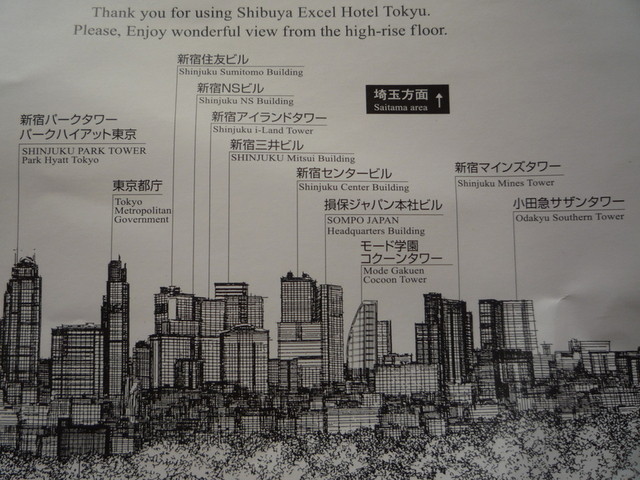 Thank you for using Shibuya Excel Hotel Tokyu.
Please, Enjoy wonderful view from the high-rise floor.
新宿住友ビル
Shinjuku Sumitomo Building
新宿NSビル
Shinjuku NS Building
埼玉方面
Saitama area
新宿パークタワー
パークハイアット東京
SHINJUKU PARK TOWER
Park Hyatt Tokyo
新宿アイランドタワー
Shinjuku i-Land Tower
新宿三井ビル
SHINJUKU Mitsui Building
東京都庁
Tokyo
Metropolitan
Government
新宿センタービル
Shinjuku Center Building
新宿マインズタワー
Shinjuku Mines Tower
損保ジャパン本社ビル
SOMPO JAPAN
Headquarters Building
小田急サザンタワー
Odakyu Southern Tower
モード学園
コクーンタワー
Mode Gakuen
Cocoon Tower